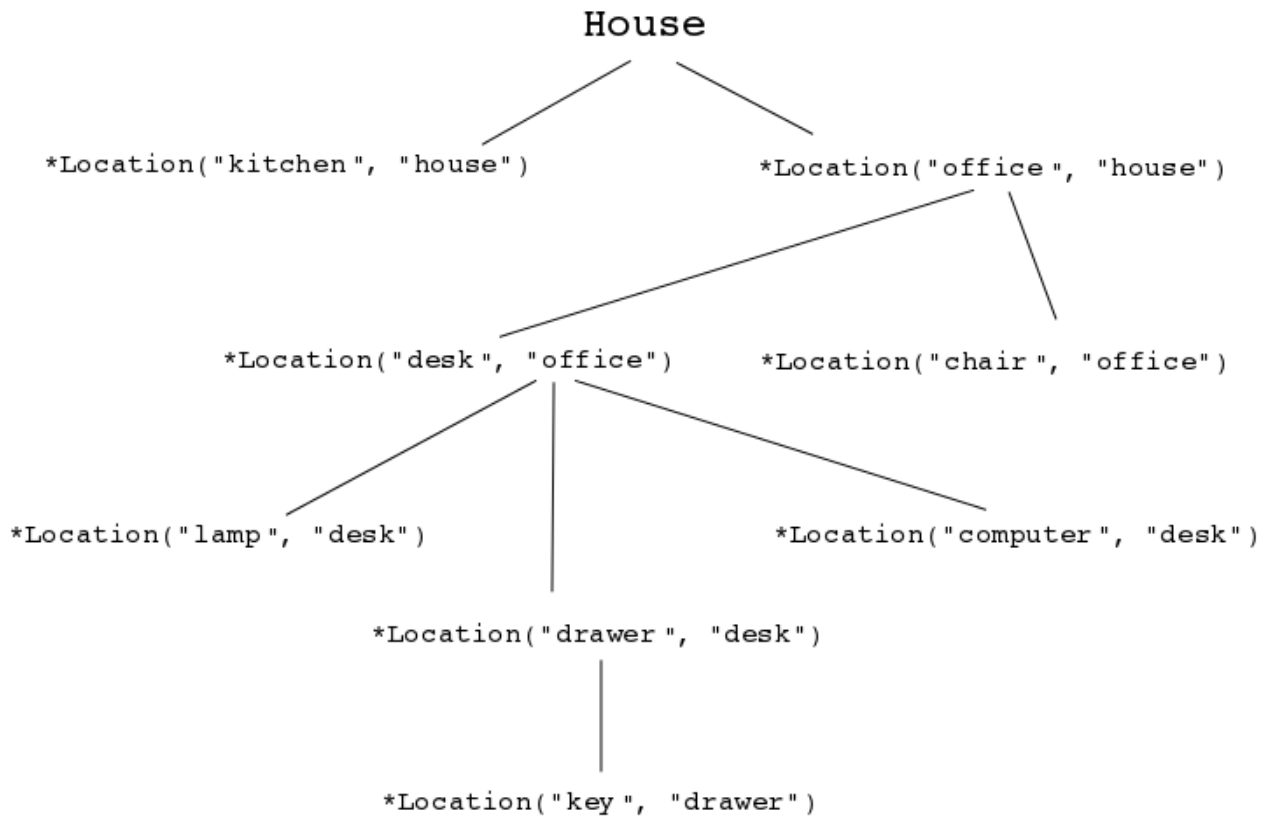 House
*Location("kitchen", "house")
*Location("office", "house")
*Location("desk", "office")
*Location("chair", "office")
*Location("lamp", "desk")
*Location("computer", "desk")
*Location("drawer", "desk")
*Location("key", "drawer")